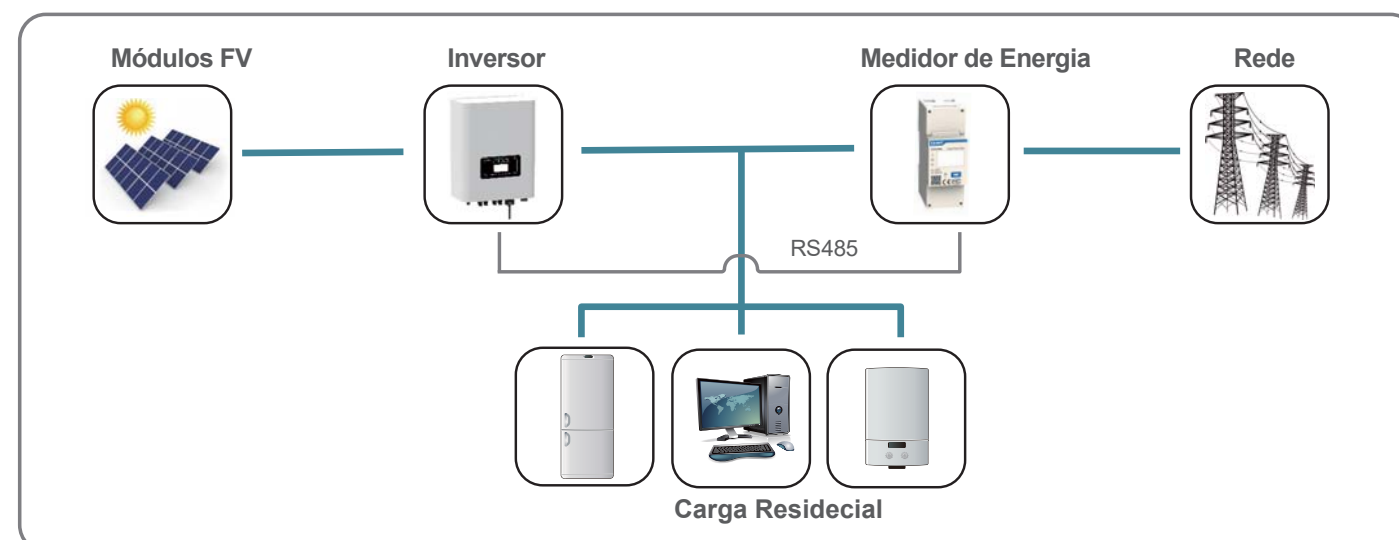 Módulos FV
Inversor
Medidor de Energia
Rede
RS485
Carga Residecial